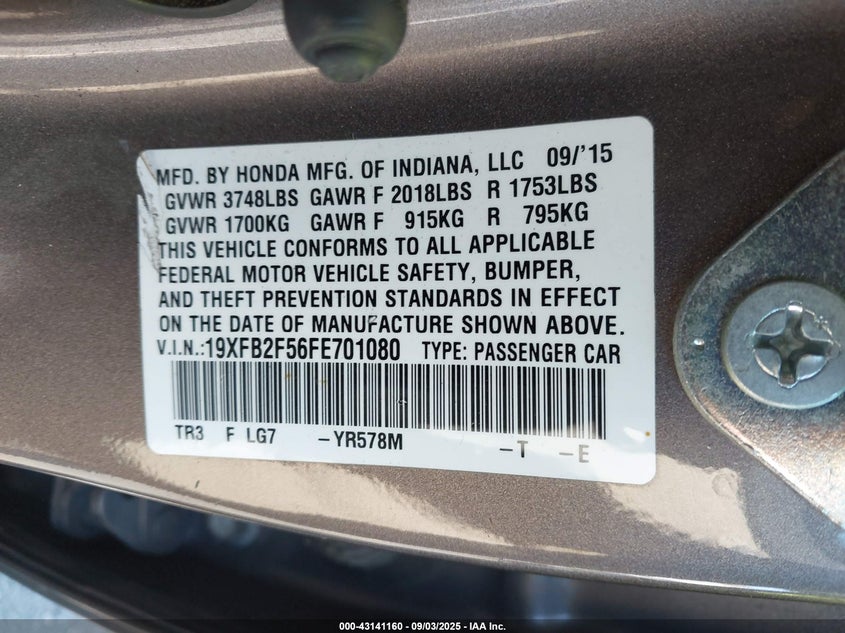 MFD. BY HONDA MFG. OF INDIANA, LLC 09/'15
GVWR 3748LBS GAWR F 2018LBS R 1753LBS
GVWR 1700KG GAWR F 915KG R 795KG
THIS VEHICLE CONFORMS TO ALL APPLICABLE
FEDERAL MOTOR VEHICLE SAFETY, BUMPER,
AND THEFT PREVENTION STANDARDS IN EFFECT
ON THE DATE OF MANUFACTURE SHOWN ABOVE.
V.I.N.:19XFB2F56FE701080 TYPE: PASSENGER CAR
TR3 F LG7 -YR578M -T -E
000-43141160 - 09/03/2025 - IAA Inc.